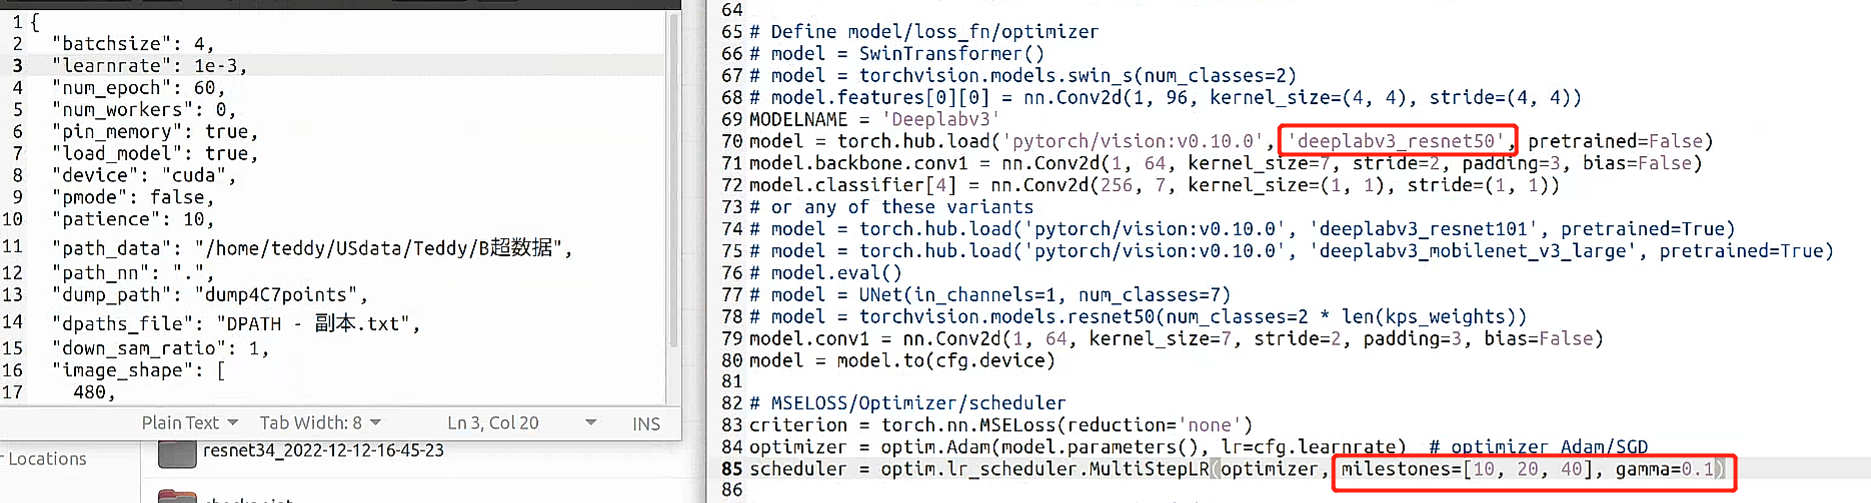 1 {
2 "batchsize": 4,
3 "learnrate": 1e-3,
4 "num_epoch": 60,
5 "num_workers": 0,
6 "pin_memory": true,
7 "load_model": true,
8 "device": "cuda",
9 "pmode": false,
10 "patience": 10,
11 "path_data": "/home/teddy/USdata/Teddy/B超数据",
12 "path_nn": ".",
13 "dump_path": "dump4C7points",
14 "dpaths_file": "DPATH - 副本.txt",
15 "down_sam_ratio": 1,
16 "image_shape": [
17 480,
Plain Text Tab Width: 8 Ln 3, Col 20 INS
r Locations
resnet34_2022-12-12-16-45-23
64
65 # Define model/loss_fn/optimizer
66 # model = SwinTransformer()
67 # model = torchvision.models.swin_s(num_classes=2)
68 # model.features[0][0] = nn.Conv2d(1, 96, kernel_size=(4, 4), stride=(4, 4))
69 MODELNAME = 'Deeplabv3'
70 model = torch.hub.load('pytorch/vision:v0.10.0', 'deeplabv3_resnet50', pretrained=False)
71 model.backbone.conv1 = nn.Conv2d(1, 64, kernel_size=7, stride=2, padding=3, bias=False)
72 model.classifier[4] = nn.Conv2d(256, 7, kernel_size=(1, 1), stride=(1, 1))
73 # or any of these variants
74 # model = torch.hub.load('pytorch/vision:v0.10.0', 'deeplabv3_resnet101', pretrained=True)
75 # model = torch.hub.load('pytorch/vision:v0.10.0', 'deeplabv3_mobilenet_v3_large', pretrained=True)
76 # model.eval()
77 # model = UNet(in_channels=1, num_classes=7)
78 # model = torchvision.models.resnet50(num_classes=2 * len(kps_weights))
79 model.conv1 = nn.Conv2d(1, 64, kernel_size=7, stride=2, padding=3, bias=False)
80 model = model.to(cfg.device)
81
82 # MSELOSS/Optimizer/scheduler
83 criterion = torch.nn.MSELoss(reduction='none')
84 optimizer = optim.Adam(model.parameters(), lr=cfg.learnrate) # optimizer Adam/SGD
85 scheduler = optim.lr_scheduler.MultiStepLR(optimizer, milestones=[10, 20, 40], gamma=0.1)
86